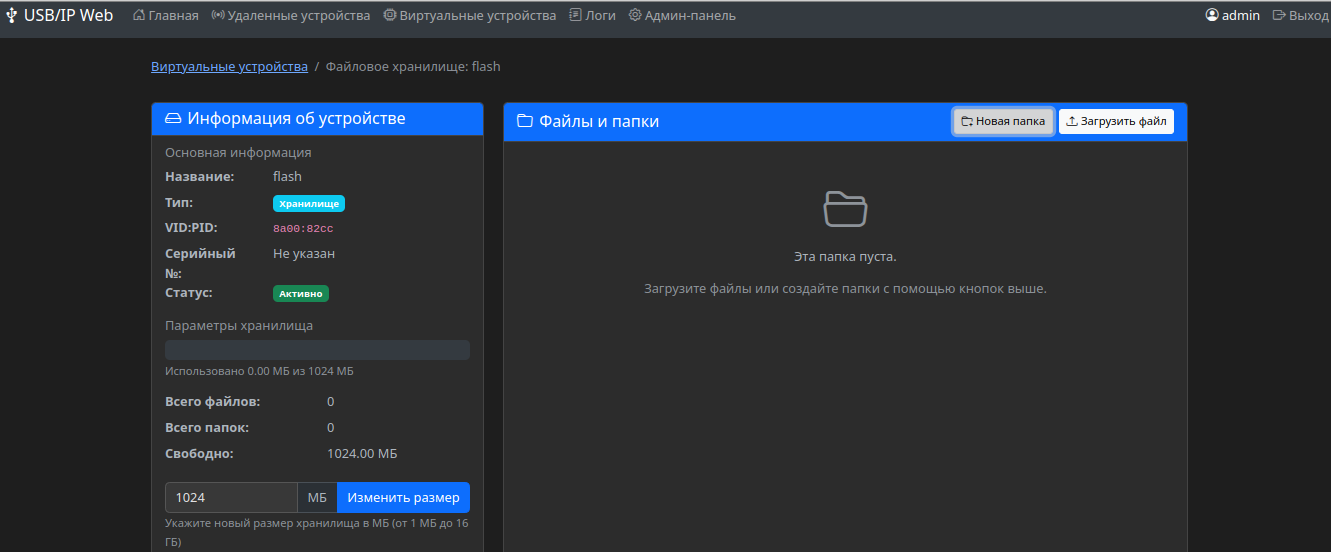 USB/IP Web Главная Удаленные устройства Виртуальные устройства Логи Админ-панель admin Выход
Виртуальные устройства / Файловое хранилище: flash
Информация об устройстве
Основная информация
Название: flash
Тип: Хранилище
VID:PID: 8a00:82cc
Серийный Не указан
№:
Статус: Активно
Параметры хранилища
Использовано 0.00 МБ из 1024 МБ
Всего файлов: 0
Всего папок: 0
Свободно: 1024.00 МБ
1024 МБ Изменить размер
Укажите новый размер хранилища в МБ (от 1 МБ до 16
ГБ)
Файлы и папки Новая папка Загрузить файл
Эта папка пуста.
Загрузите файлы или создайте папки с помощью кнопок выше.